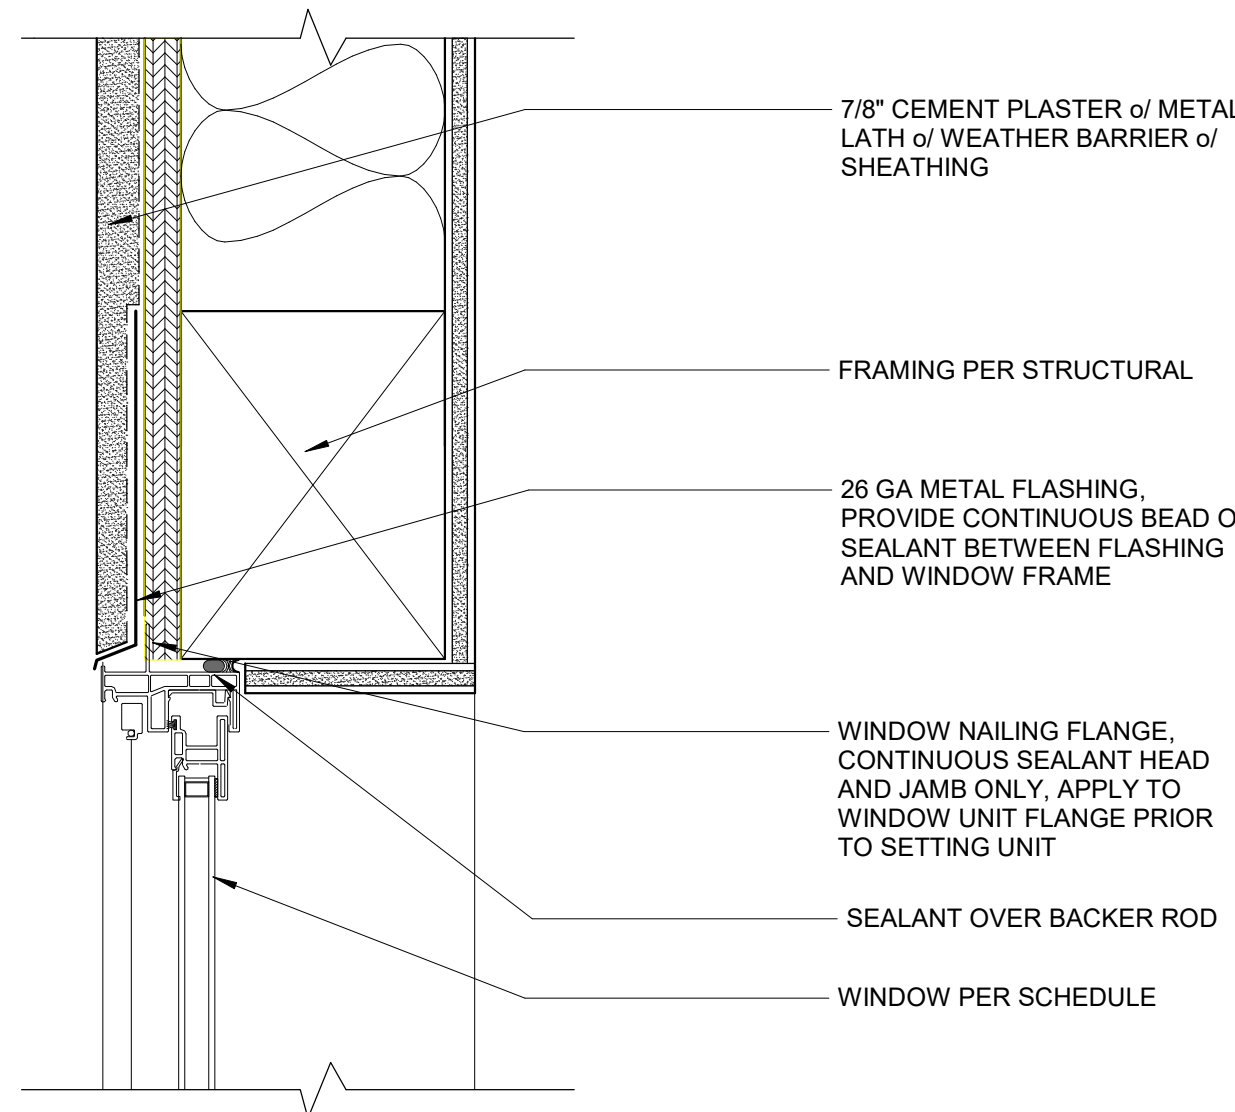 7/8" CEMENT PLASTER o/ METAL
LATH o/ WEATHER BARRIER o/
SHEATHING
FRAMING PER STRUCTURAL
26 GA METAL FLASHING,
PROVIDE CONTINUOUS BEAD O
SEALANT BETWEEN FLASHING
AND WINDOW FRAME
WINDOW NAILING FLANGE,
CONTINUOUS SEALANT HEAD
AND JAMB ONLY, APPLY TO
WINDOW UNIT FLANGE PRIOR
TO SETTING UNIT
SEALANT OVER BACKER ROD
WINDOW PER SCHEDULE